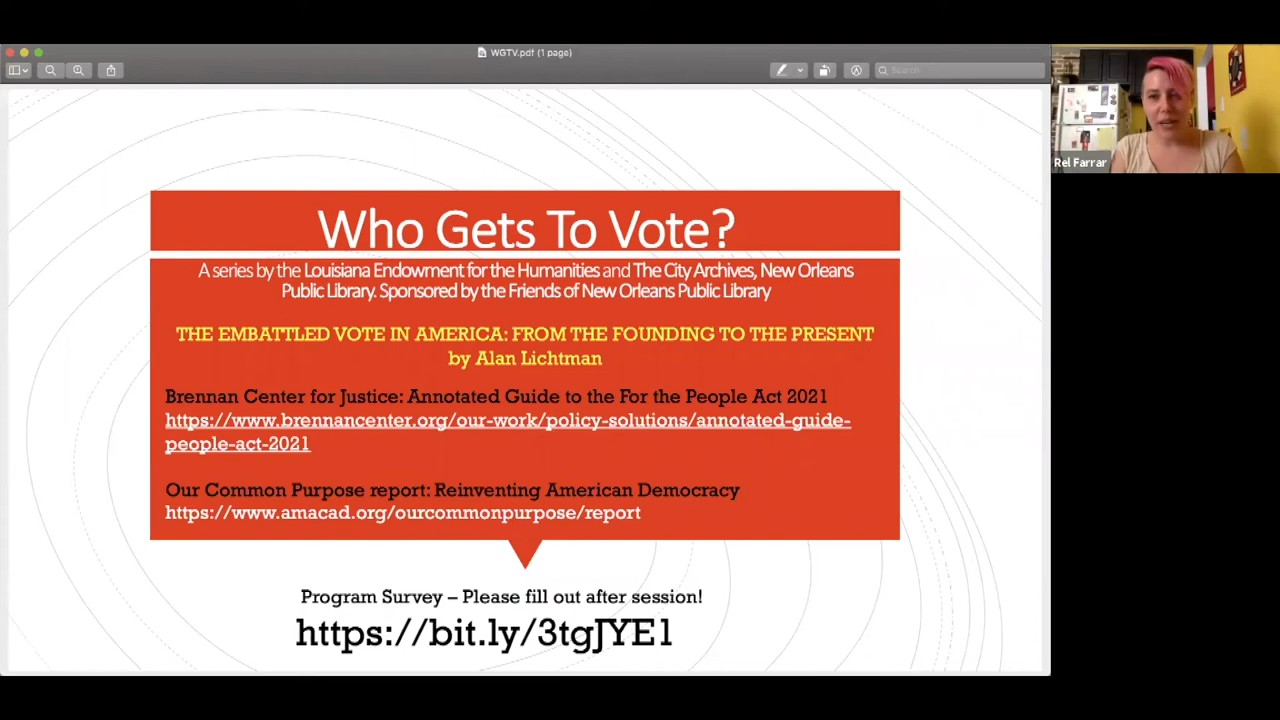 WGTV.pdf (1 page)
Search
Who Gets To Vote?
A series by the Louisiana Endowment for the Humanities and The City Archives, New Orleans
Public Library. Sponsored by the Friends of New Orleans Public Library
THE EMBATTLED VOTE IN AMERICA: FROM THE FOUNDING TO THE PRESENT
by Alan Lichtman
Brennan Center for Justice: Annotated Guide to the For the People Act 2021
https://www.brennancenter.org/our-work/policy-solutions/annotated-guide-
people-act-2021
Our Common Purpose report: Reinventing American Democracy
https://www.amacad.org/ourcommonpurpose/report
Program Survey – Please fill out after session!
https://bit.ly/3tgJYE1
Rel Farrar